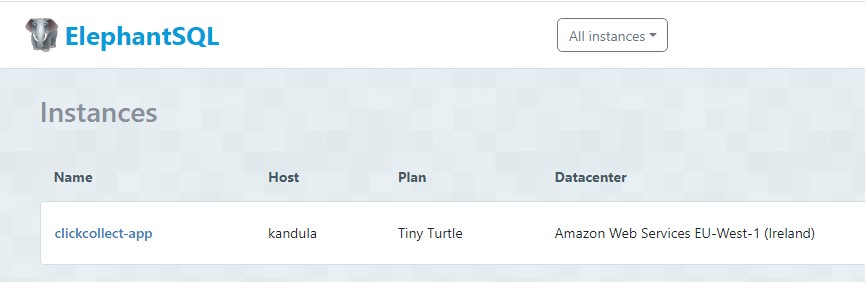 ElephantSQL
All instances
Instances
Name Host Plan Datacenter
clickcollect-app kandula Tiny Turtle Amazon Web Services EU-West-1 (Ireland)